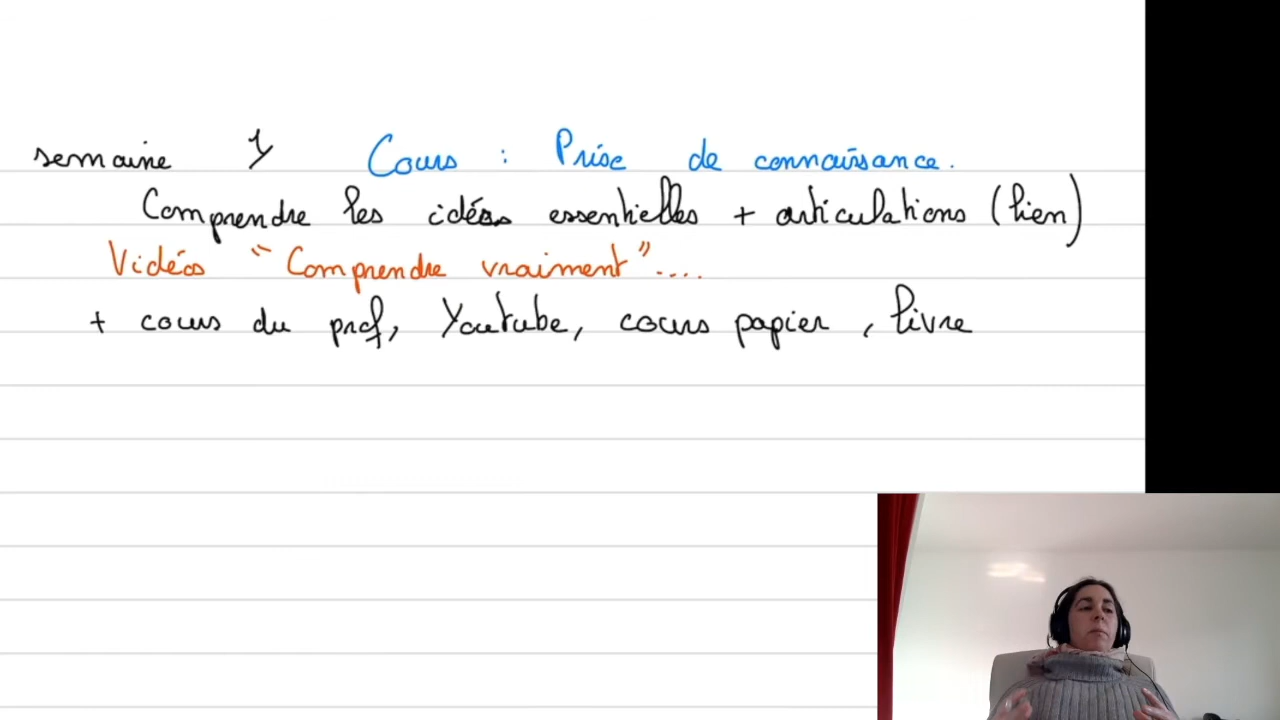 semaine 1 Cours : Prise de connaissance.
Comprendre les idées essentielles + articulations (lien)
Vidéos "Comprendre vraiment"....
+ cours du prof, Youtube, cours papier, livre